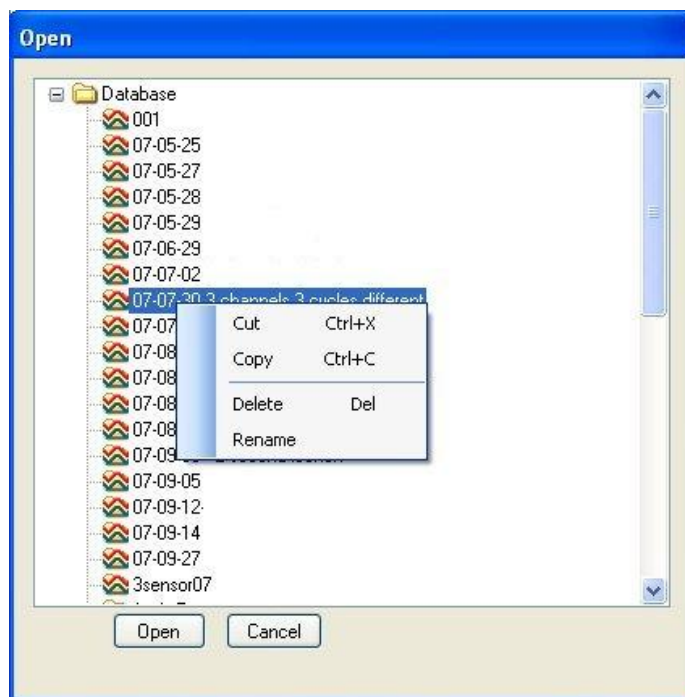 Open
Database
001
07-05-25
07-05-27
07-05-28
07-05-29
07-06-29
07-07-02
07-07-30 3 channels 3 cycles different
07-07
07-08
07-08
07-08
07-08
07-09
07-09-05
07-09-12-
07-09-14
07-09-27
3sensor07
Cut Ctrl+X
Copy Ctrl+C
Delete Del
Rename
Open Cancel